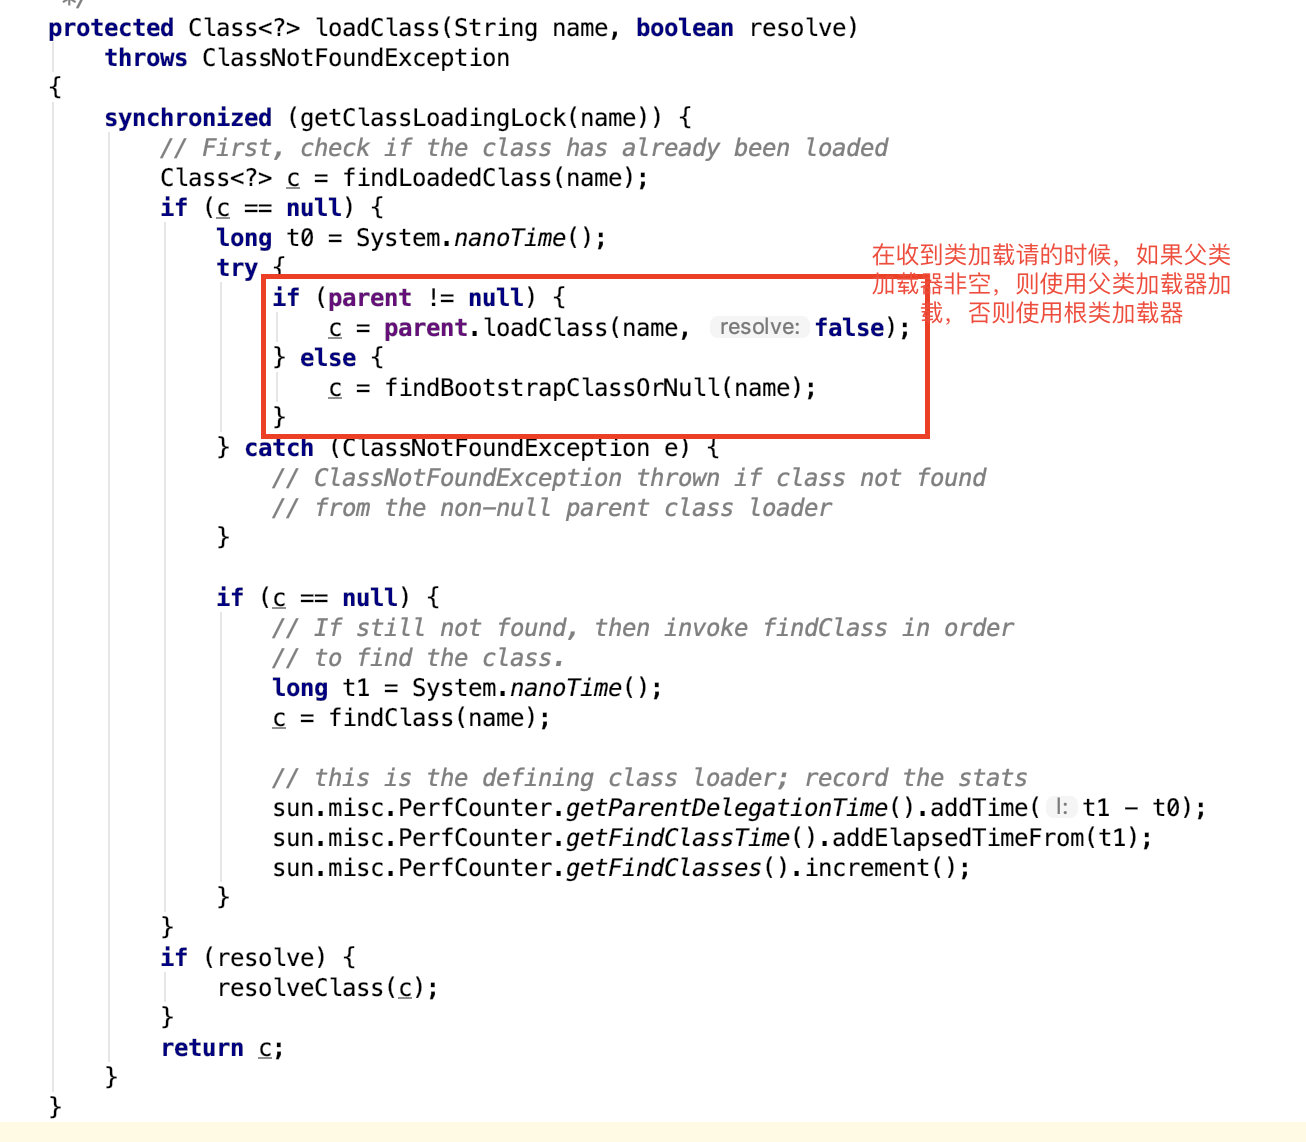 */
protected Class<?> loadClass(String name, boolean resolve)
throws ClassNotFoundException
{
synchronized (getClassLoadingLock(name)) {
// First, check if the class has already been loaded
Class<?> c = findLoadedClass(name);
if (c == null) {
long t0 = System.nanoTime();
try {
在收到类加载请的时候，如果父类
加载器非空，则使用父类加载器加
载，否则使用根类加载器
if (parent != null) {
c = parent.loadClass(name, resolve: false);
} else {
c = findBootstrapClassOrNull(name);
}
} catch (ClassNotFoundException e) {
// ClassNotFoundException thrown if class not found
// from the non-null parent class loader
}
if (c == null) {
// If still not found, then invoke findClass in order
// to find the class.
long t1 = System.nanoTime();
c = findClass(name);
// this is the defining class loader; record the stats
sun.misc.PerfCounter.getParentDelegationTime().addTime( l: t1 - t0);
sun.misc.PerfCounter.getFindClassTime().addElapsedTimeFrom(t1);
sun.misc.PerfCounter.getFindClasses().increment();
}
}
if (resolve) {
resolveClass(c);
}
return c;
}
}